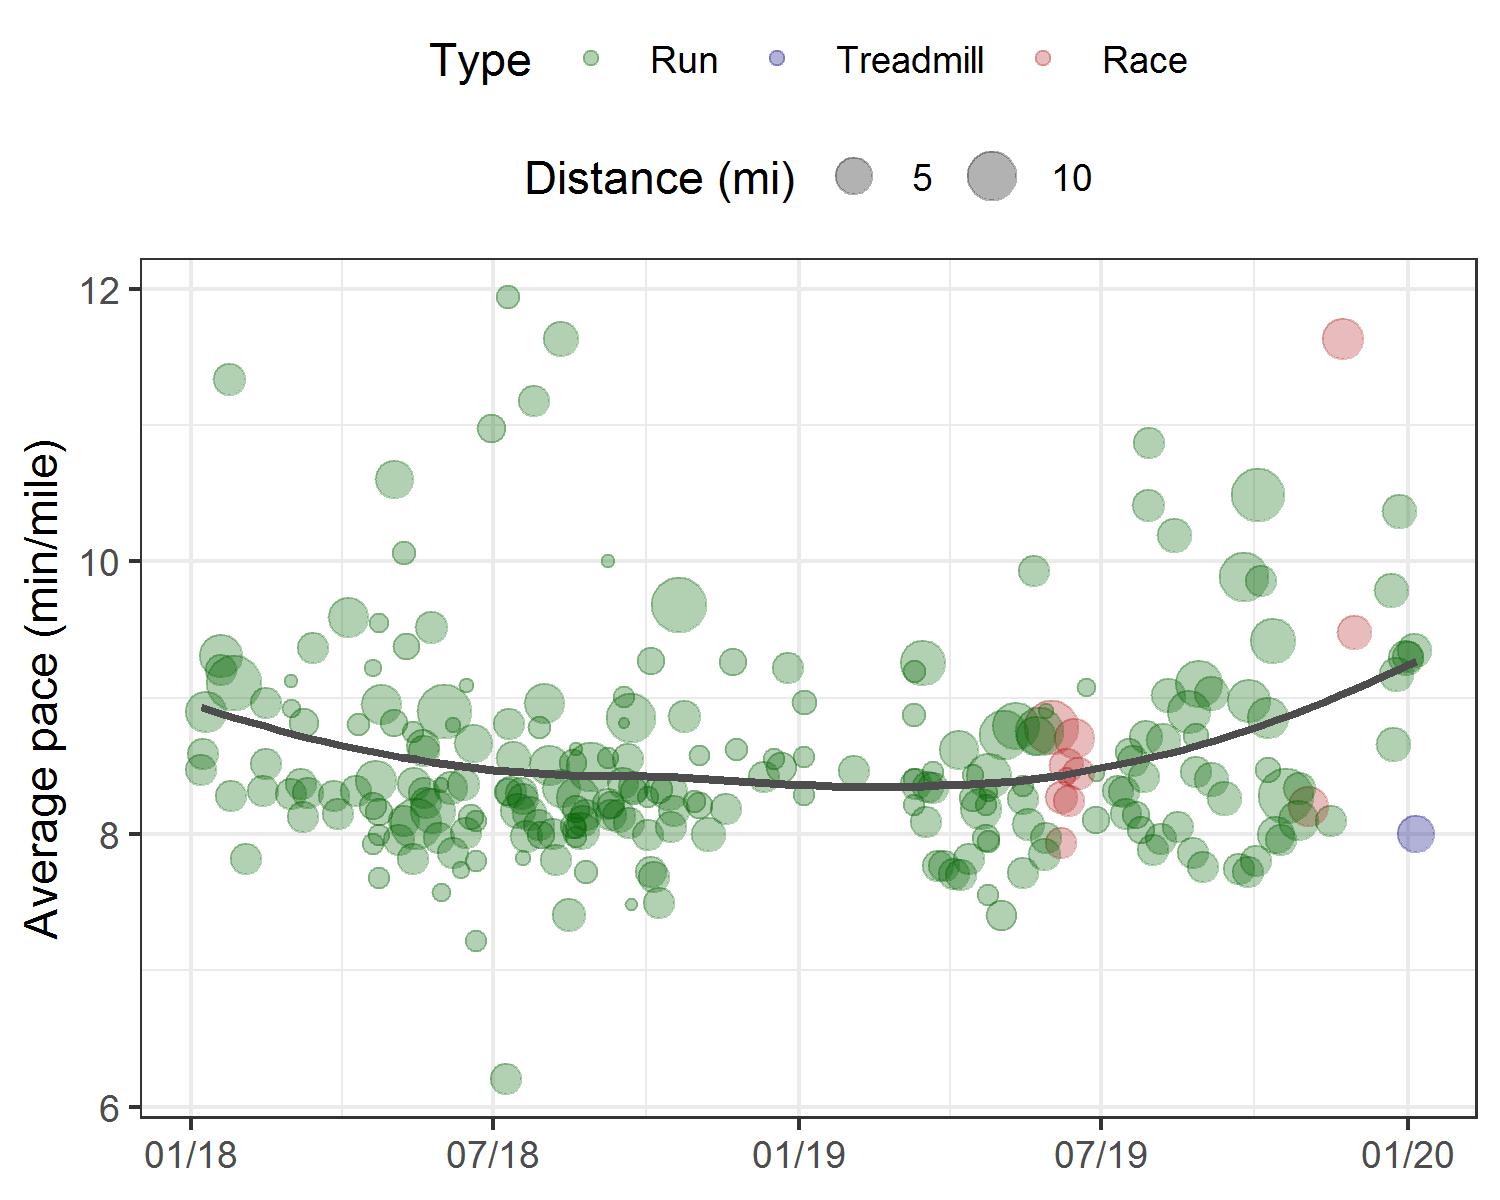 Type Run Treadmill Race
Distance (mi) 5 10
Average pace (min/mile)
12
10
8
6
01/18 07/18 01/19 07/19 01/20